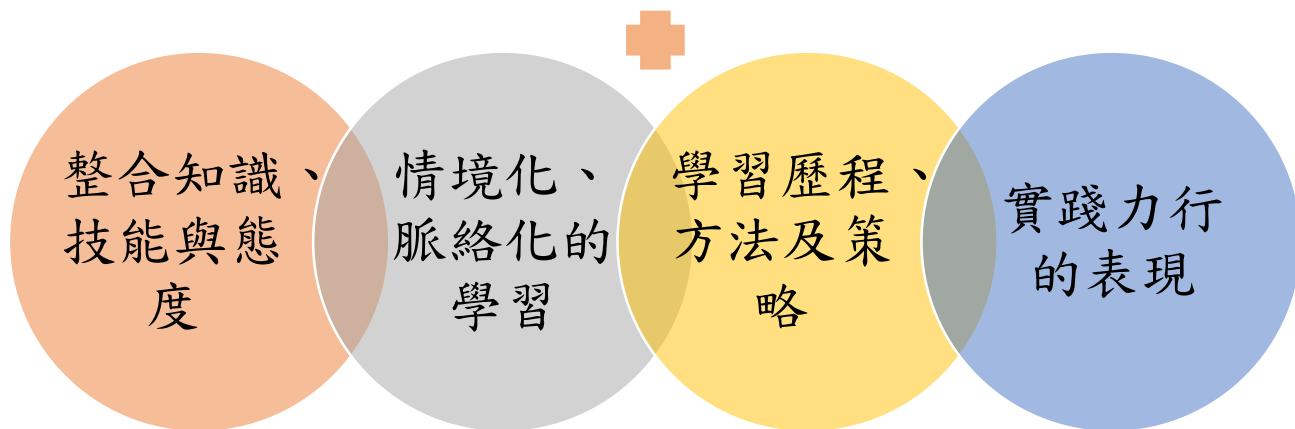 整合知識、
技能與態
度
情境化、
脈絡化的
學習
學習歷程、
方法及策
略
實踐力行
的表現